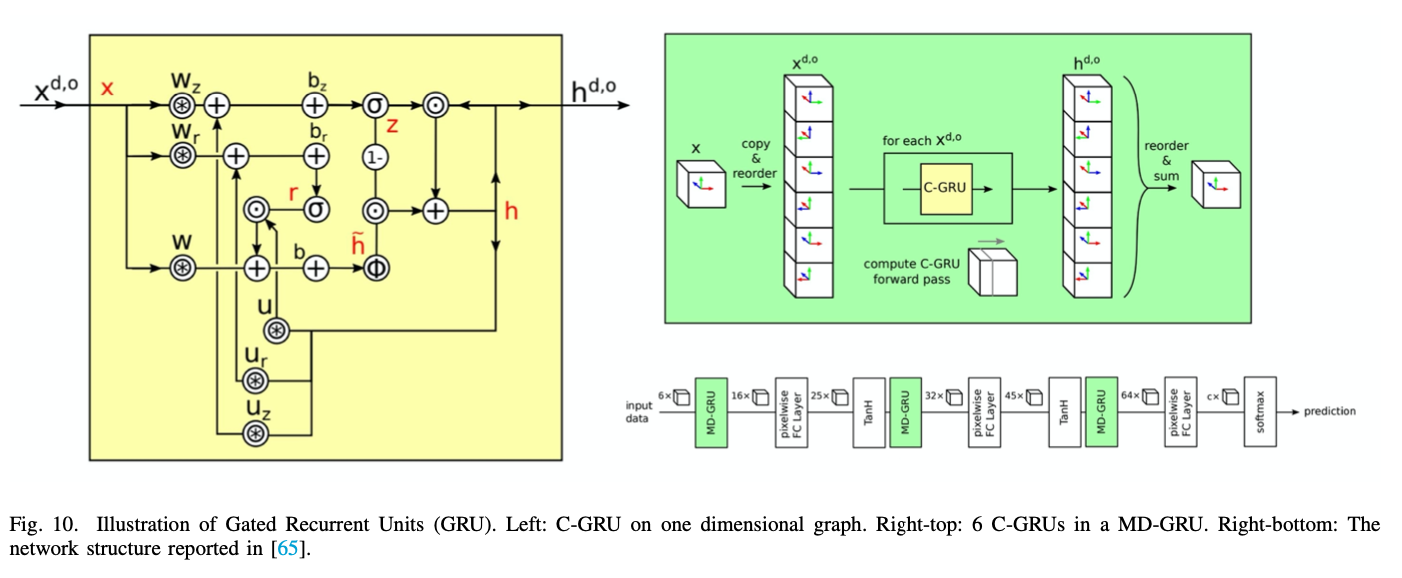 x^d,o
x
w_z
b_z
σ
h^d,o
z
w_r
b_r
1-
r
σ
h
w
b
h̃
Φ
u
u_r
u_z
x
copy
&
reorder
x^d,o
for each x^d,o
C-GRU
compute C-GRU
forward pass
h^d,o
reorder
&
sum
input
data
6×
MD-GRU
16×
pixelwise
FC Layer
25×
TanH
MD-GRU
32×
pixelwise
FC Layer
45×
TanH
MD-GRU
64×
pixelwise
FC Layer
c×
softmax
prediction
Fig. 10. Illustration of Gated Recurrent Units (GRU). Left: C-GRU on one dimensional graph. Right-top: 6 C-GRUs in a MD-GRU. Right-bottom: The
network structure reported in [65].